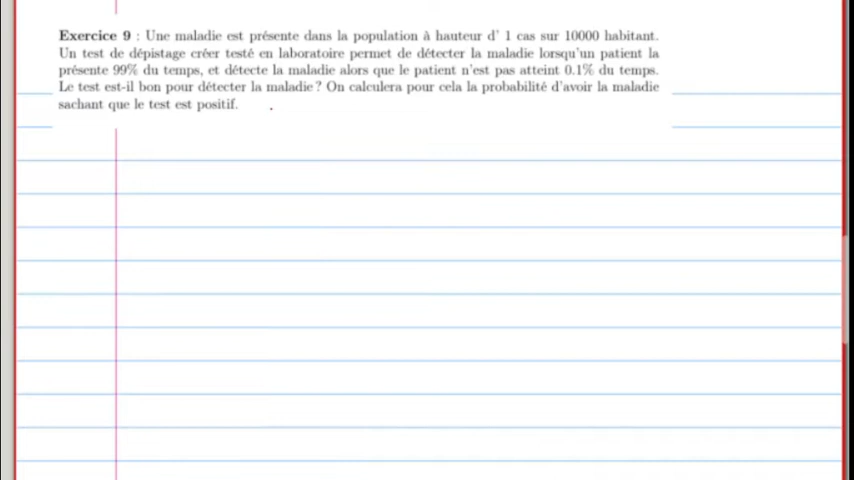 Exercice 9 : Une maladie est présente dans la population à hauteur d' 1 cas sur 10000 habitant.
Un test de dépistage créer testé en laboratoire permet de détecter la maladie lorsqu'un patient la
présente 99% du temps, et détecte la maladie alors que le patient n'est pas atteint 0.1% du temps.
Le test est-il bon pour détecter la maladie ? On calculera pour cela la probabilité d'avoir la maladie
sachant que le test est positif.